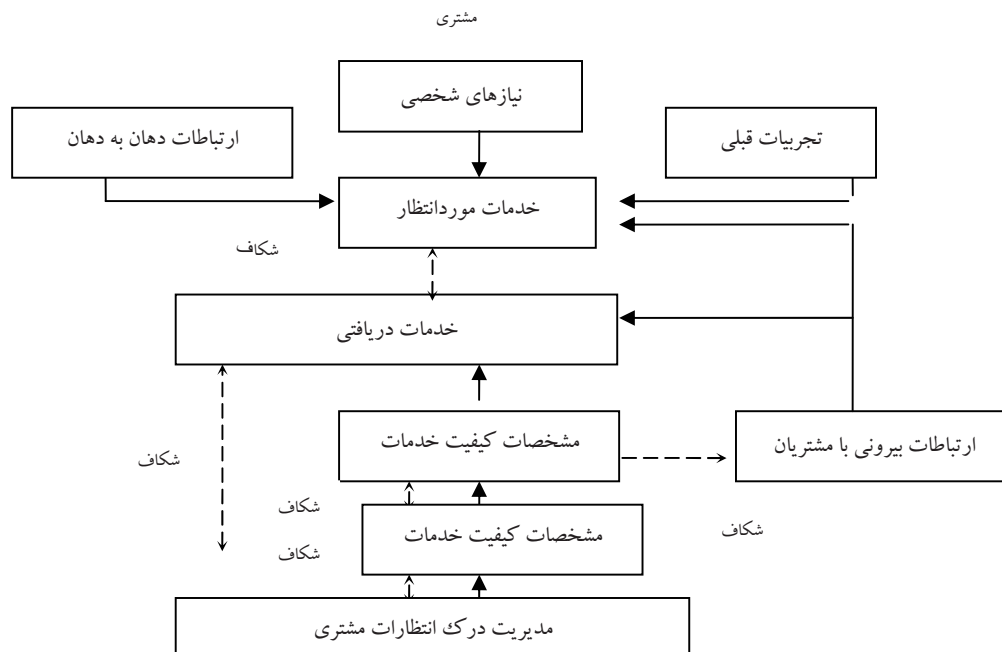 مشتری
نیازهای شخصی
ارتباطات دهان به دهان
تجربیات قبلی
خدمات موردانتظار
شکاف
خدمات دریافتی
مشخصات کیفیت خدمات
ارتباطات بیرونی با مشتریان
شکاف
شکاف
شکاف
مشخصات کیفیت خدمات
شکاف
مدیریت درک انتظارات مشتری